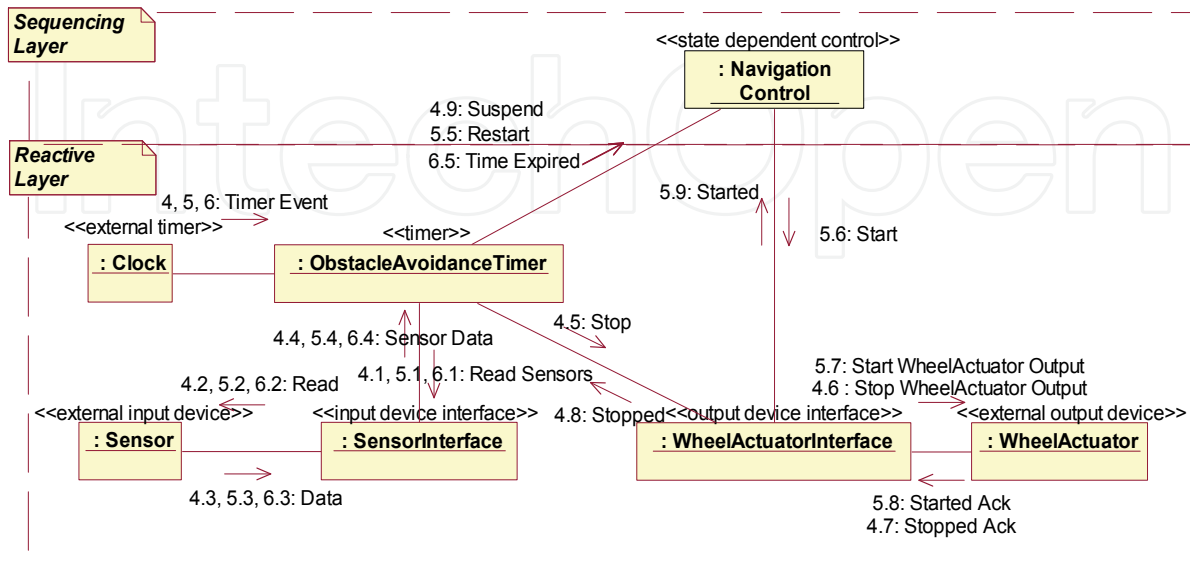 Sequencing
Layer
<<state dependent control>>
: Navigation
Control
4.9: Suspend
5.5: Restart
6.5: Time Expired
Reactive
Layer
4, 5, 6: Timer Event
<<external timer>>
: Clock
<<timer>>
: ObstacleAvoidanceTimer
5.9: Started
5.6: Start
4.5: Stop
4.4, 5.4, 6.4: Sensor Data
4.1, 5.1, 6.1: Read Sensors
4.2, 5.2, 6.2: Read
5.7: Start WheelActuator Output
4.6 : Stop WheelActuator Output
4.8: Stopped
<<external input device>>
: Sensor
<<input device interface>>
: SensorInterface
<<output device interface>>
: WheelActuatorInterface
<<external output device>>
: WheelActuator
4.3, 5.3, 6.3: Data
5.8: Started Ack
4.7: Stopped Ack
IntechOpen